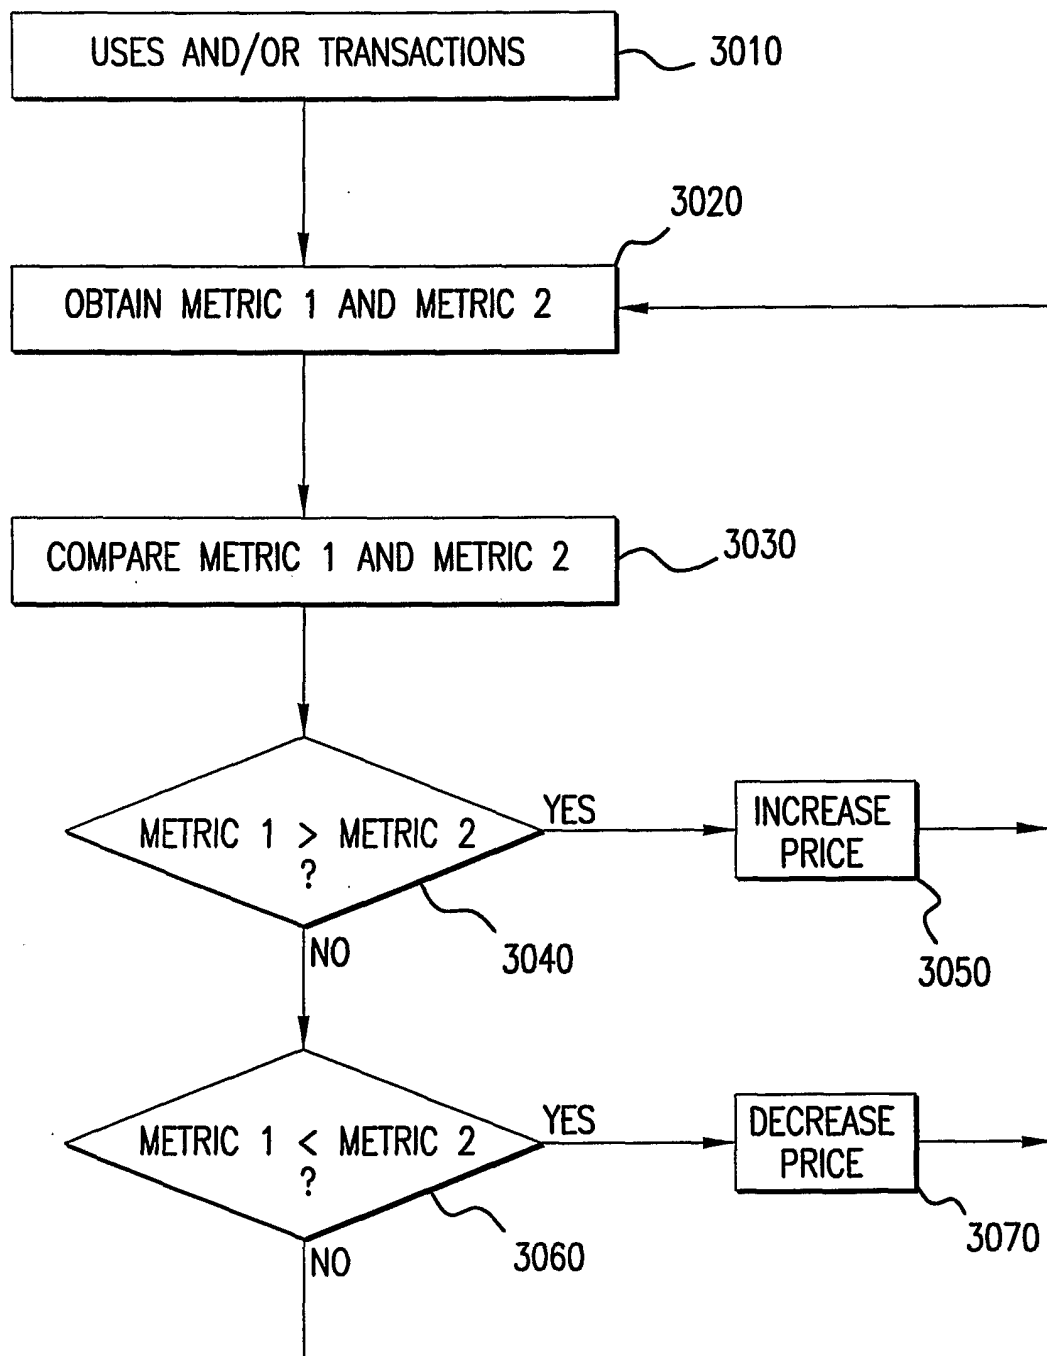 USES AND/OR TRANSACTIONS
3010
3020
OBTAIN METRIC 1 AND METRIC 2
COMPARE METRIC 1 AND METRIC 2
3030
METRIC 1 > METRIC 2
?
YES
INCREASE
PRICE
NO
3040
3050
METRIC 1 < METRIC 2
?
YES
DECREASE
PRICE
NO
3060
3070